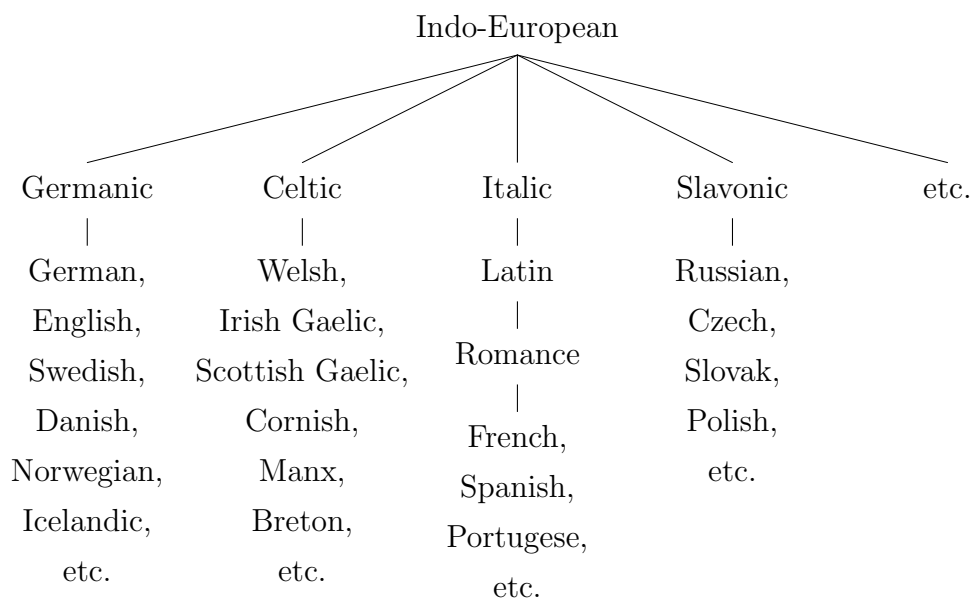 Indo-European
Germanic Celtic Italic Slavonic etc.
German, Welsh, Latin Russian,
English, Irish Gaelic, Czech,
Swedish, Scottish Gaelic, Romance Slovak,
Danish, Cornish, French, Polish,
Norwegian, Manx, Spanish, etc.
Icelandic, Breton, Portugese,
etc. etc. etc.